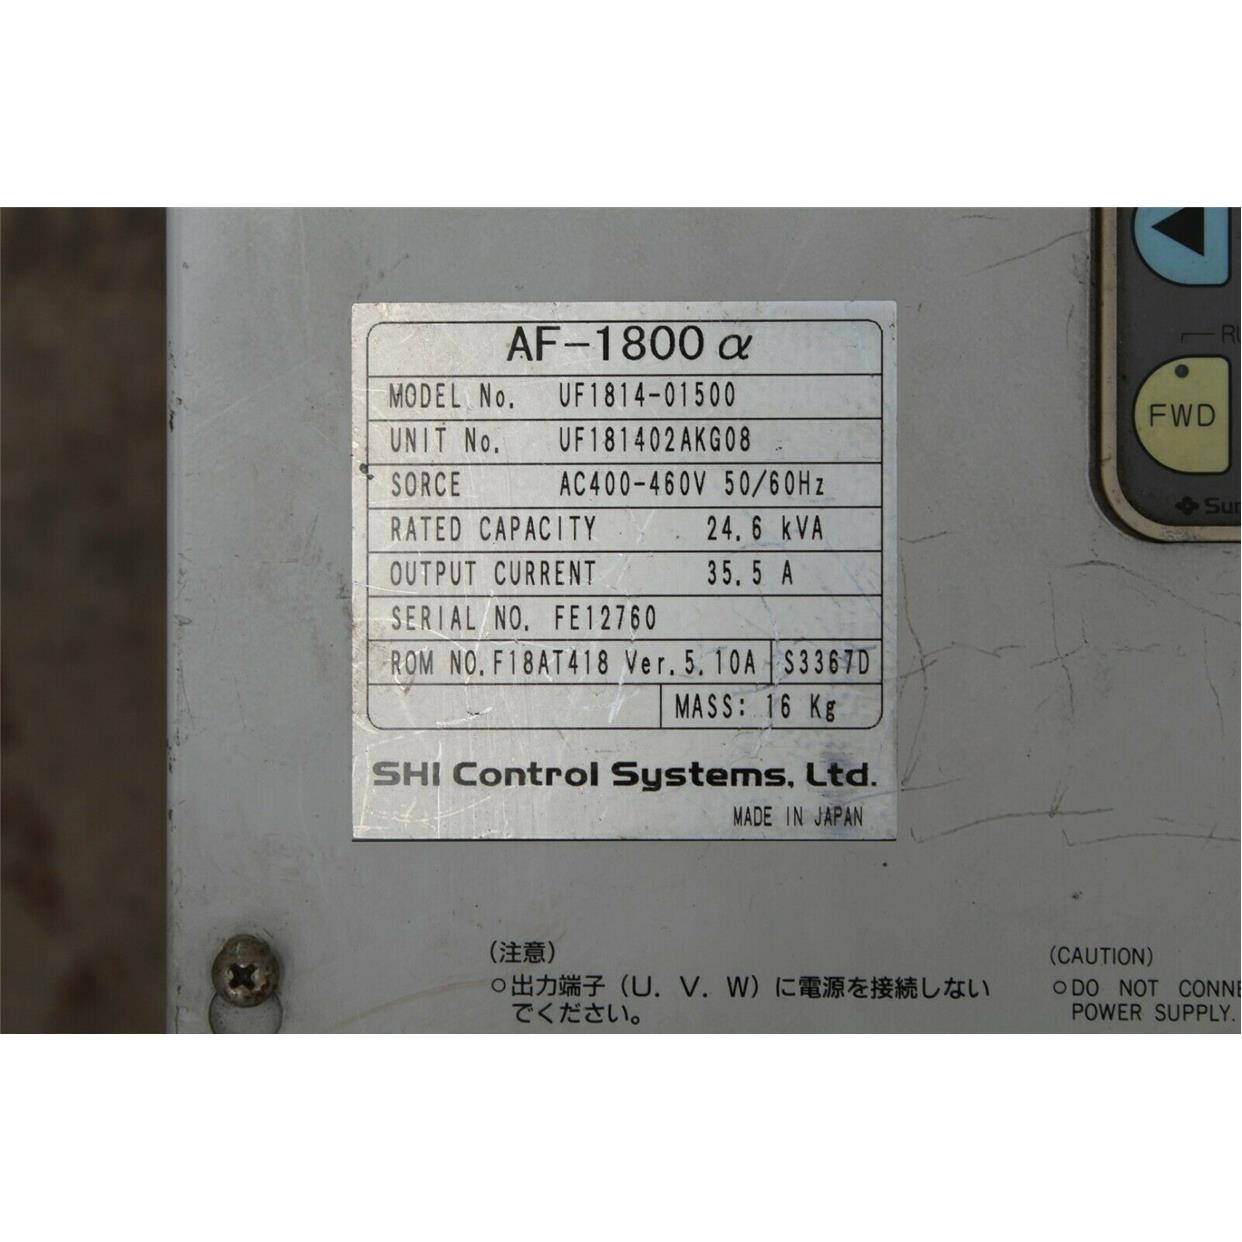 AF-1800 α
MODEL No. UF1814-01500
UNIT No. UF181402AKG08
SORCE AC400-460V 50/60Hz
RATED CAPACITY 24.6 kVA
OUTPUT CURRENT 35.5 A
SERIAL NO. FE12760
ROM NO.F18AT418 Ver.5.10A S3367D
MASS: 16 Kg
SHI Control Systems, Ltd.
MADE IN JAPAN
FWD
(注意)
○出力端子 (U. V. W) に電源を接続しない
でください。
(CAUTION)
○DO NOT CONNE
POWER SUPPLY.